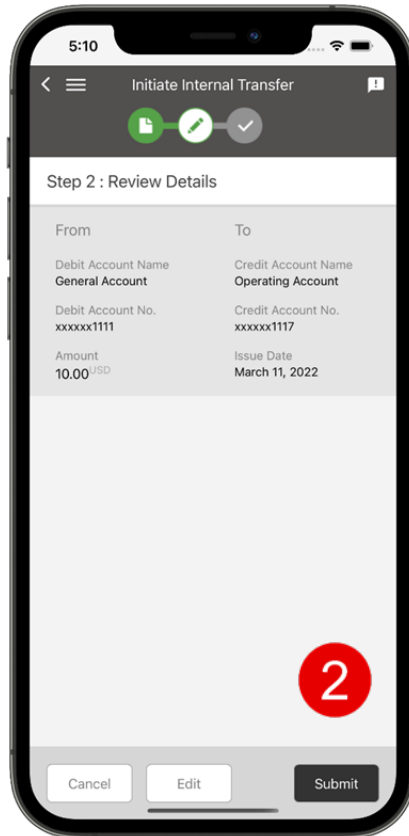 5:10
Initiate Internal Transfer
Step 2 : Review Details
From To
Debit Account Name Credit Account Name
General Account Operating Account
Debit Account No. Credit Account No.
xxxxxx1111 xxxxxx1117
Amount Issue Date
10.00USD March 11, 2022
2
Cancel Edit Submit